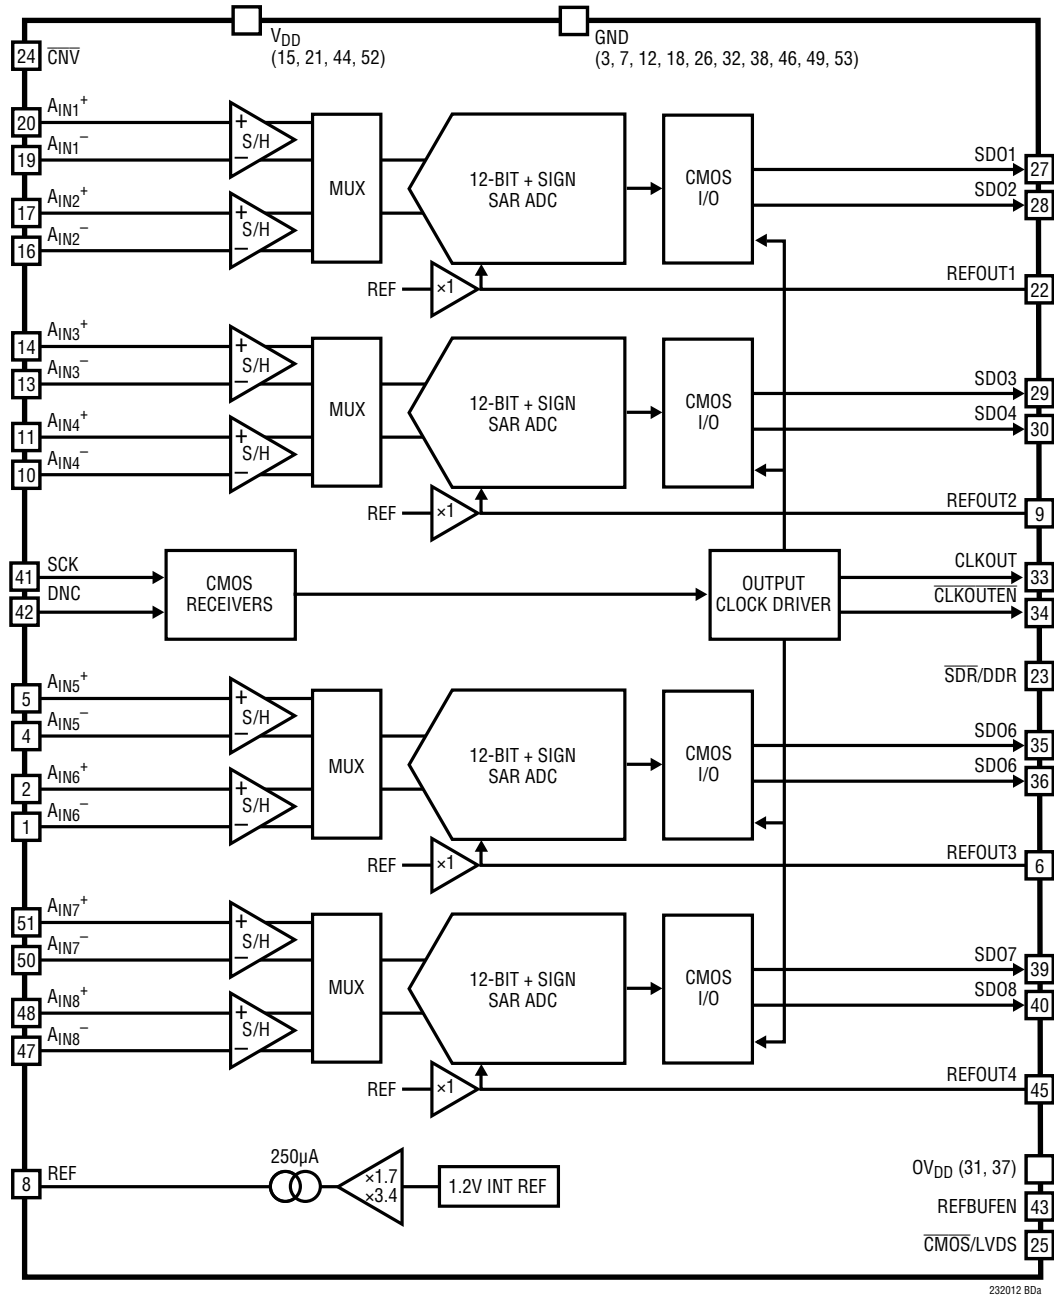 VDD
(15, 21, 44, 52)
GND
(3, 7, 12, 18, 26, 32, 38, 46, 49, 53)
24 CNV
20 AIN1+
19 AIN1–
17 AIN2+
16 AIN2–
+
– S/H
+
– S/H
MUX
12-BIT + SIGN
SAR ADC
CMOS
I/O
SDO1 27
SDO2 28
REF ×1
REFOUT1 22
14 AIN3+
13 AIN3–
11 AIN4+
10 AIN4–
+
– S/H
+
– S/H
MUX
12-BIT + SIGN
SAR ADC
CMOS
I/O
SDO3 29
SDO4 30
REF ×1
REFOUT2 9
41 SCK
42 DNC
CMOS
RECEIVERS
OUTPUT
CLOCK DRIVER
CLKOUT 33
CLKOUTEN 34
SDR/DDR 23
5 AIN5+
4 AIN5–
2 AIN6+
1 AIN6–
+
– S/H
+
– S/H
MUX
12-BIT + SIGN
SAR ADC
CMOS
I/O
SDO6 35
SDO6 36
REF ×1
REFOUT3 6
51 AIN7+
50 AIN7–
48 AIN8+
47 AIN8–
+
– S/H
+
– S/H
MUX
12-BIT + SIGN
SAR ADC
CMOS
I/O
SDO7 39
SDO8 40
REF ×1
REFOUT4 45
8 REF
250µA
×1.7
×3.4
1.2V INT REF
OVDD (31, 37)
REFBUFEN 43
CMOS/LVDS 25
232012 BDa